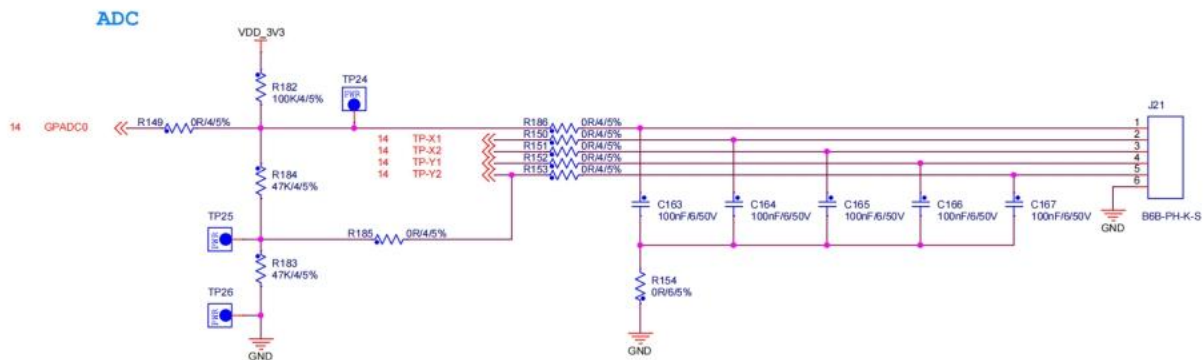 ADC
VDD_3V3
R182
100K/4/5%
TP24
PWR
J21
14 GPADC0
R149 0R/4/5%
R186 0R/4/5%
1
14 TP-X1
R150 0R/4/5%
2
14 TP-X2
R151 0R/4/5%
3
14 TP-Y1
R152 0R/4/5%
4
14 TP-Y2
R153 0R/4/5%
5
6
R184
47K/4/5%
C163
100nF/6/50V
C164
100nF/6/50V
C165
100nF/6/50V
C166
100nF/6/50V
C167
100nF/6/50V
GND
B6B-PH-K-S
TP25
PWR
R185 0R/4/5%
R183
47K/4/5%
R154
0R/6/5%
TP26
PWR
GND
GND